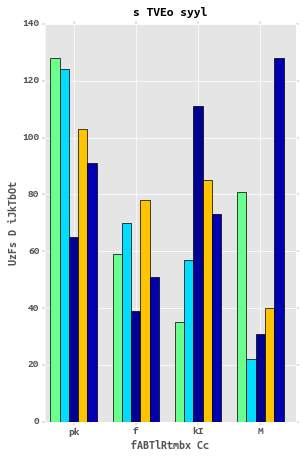 s TVEo syyl
140
120
100
80
60
40
20
0
UzFs D iJkTbOt
pk
f
kI
M
fABTlRtmbx Cc